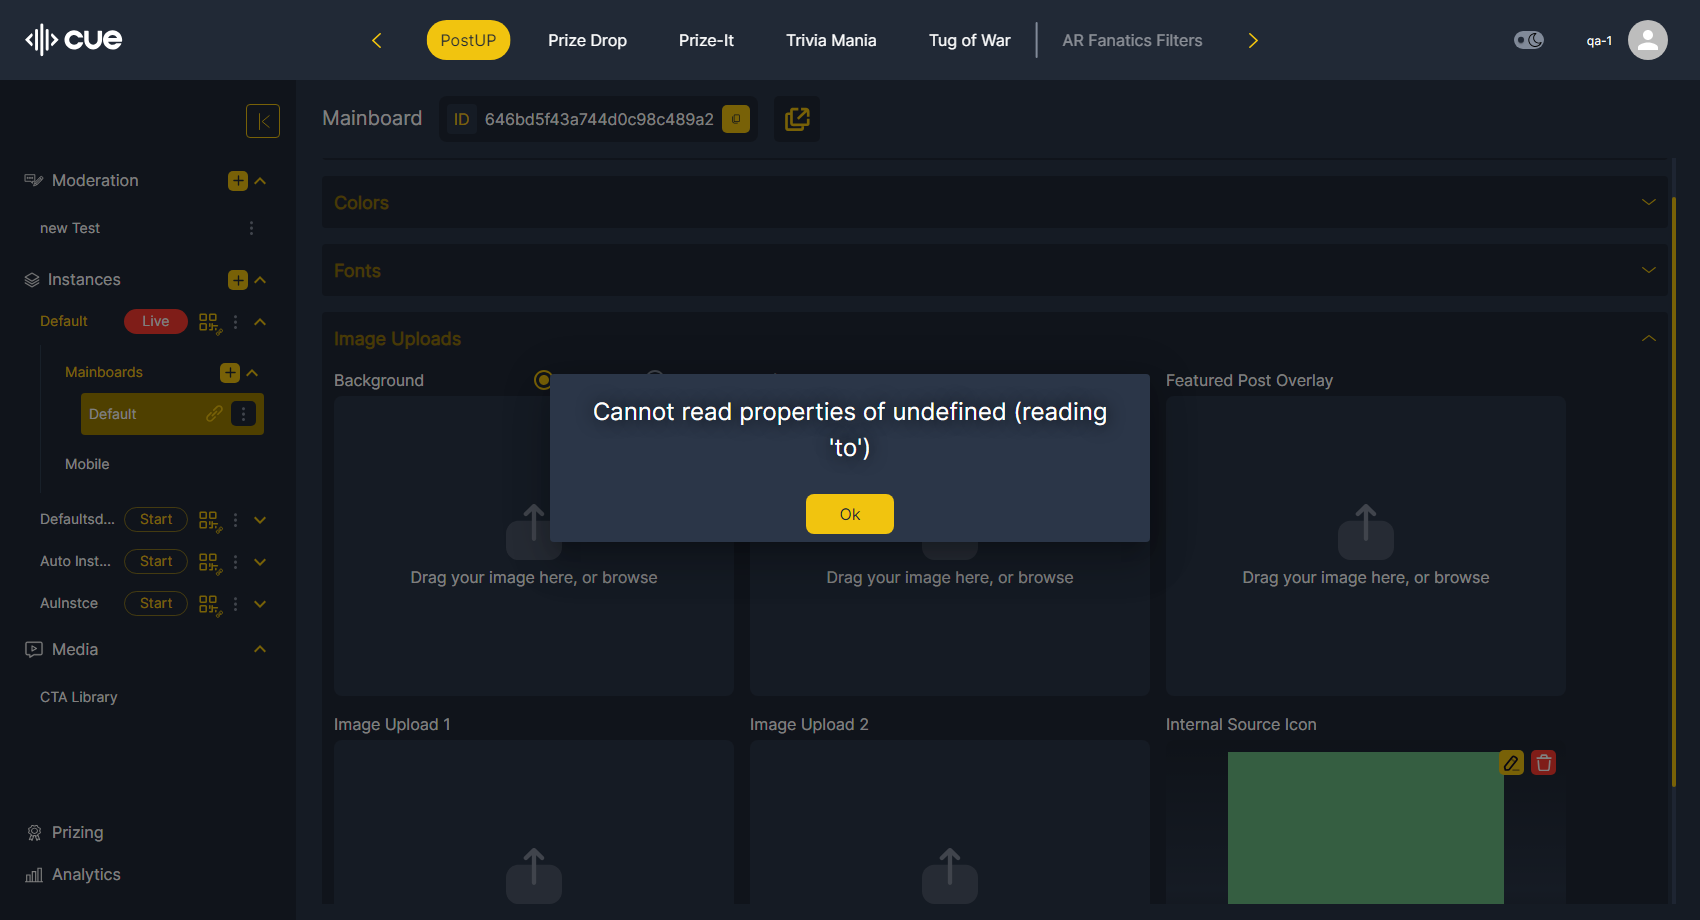 cue
PostUP
Prize Drop
Prize-It
Trivia Mania
Tug of War
AR Fanatics Filters
qa-1
Mainboard
ID
646bd5f43a744d0c98c489a2
Moderation
new Test
Instances
Default
Live
Mainboards
Default
Mobile
Defaultsd...
Start
Auto Inst...
Start
AuInstce
Start
Media
CTA Library
Prizing
Analytics
Colors
Fonts
Image Uploads
Background
Featured Post Overlay
Cannot read properties of undefined (reading
'to')
Ok
Drag your image here, or browse
Drag your image here, or browse
Drag your image here, or browse
Image Upload 1
Image Upload 2
Internal Source Icon